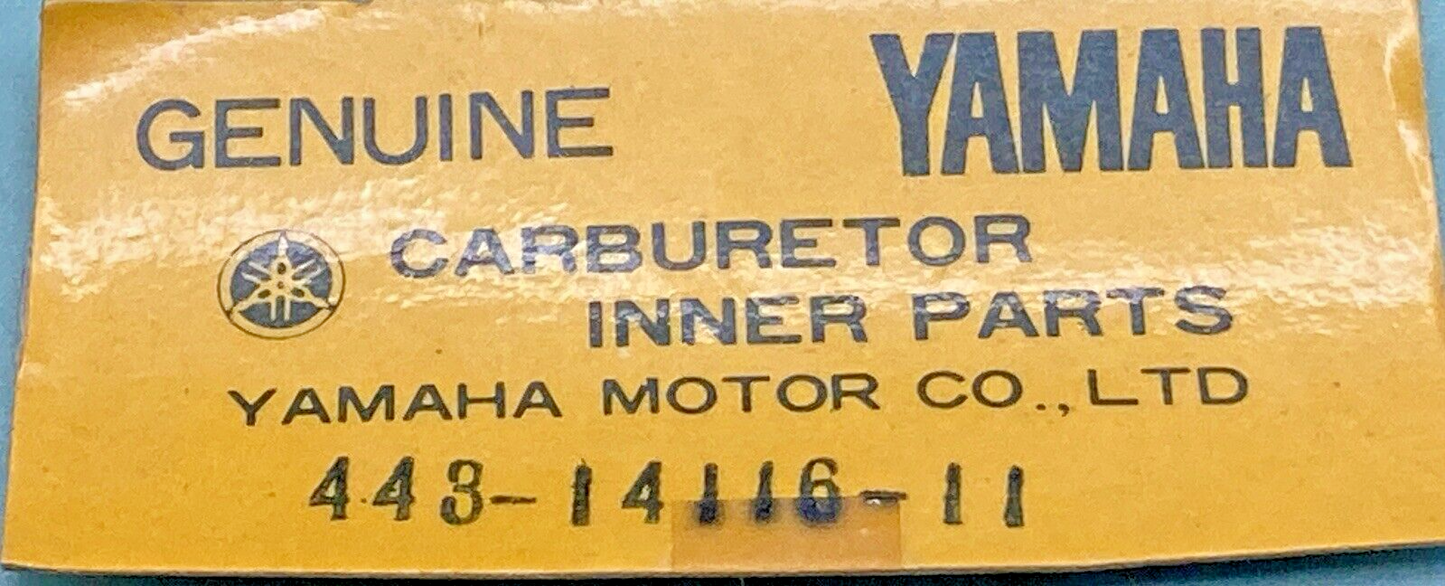 GENUINE YAMAHA
CARBURETOR
INNER PARTS
YAMAHA MOTOR CO., LTD
443-14116-11